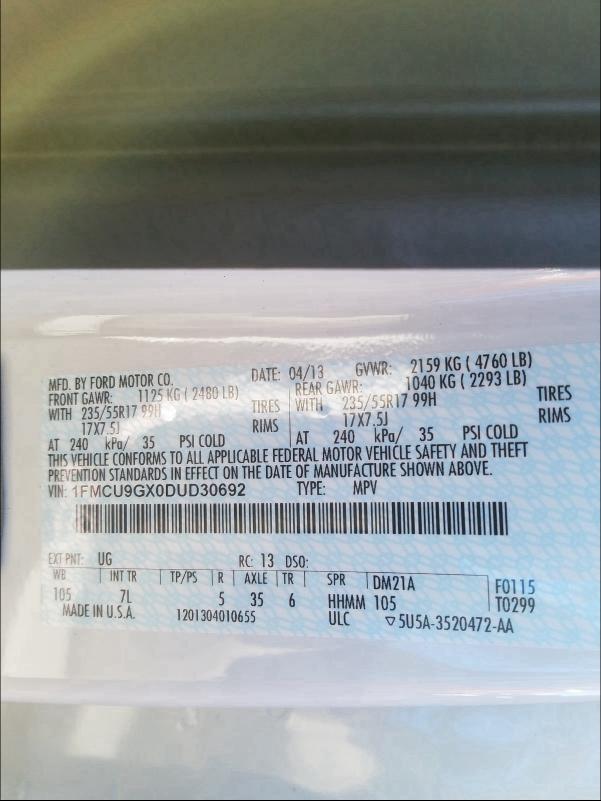 MFD. BY FORD MOTOR CO. DATE: 04/13 GVWR: 2159 KG ( 4760 LB)
FRONT GAWR: 1125 KG ( 2480 LB) REAR GAWR: 1040 KG ( 2293 LB)
WITH 235/55R17 99H TIRES WITH 235/55R17 99H TIRES
17X7.5J RIMS 17X7.5J RIMS
AT 240 kPa/ 35 PSI COLD AT 240 kPa/ 35 PSI COLD
THIS VEHICLE CONFORMS TO ALL APPLICABLE FEDERAL MOTOR VEHICLE SAFETY AND THEFT
PREVENTION STANDARDS IN EFFECT ON THE DATE OF MANUFACTURE SHOWN ABOVE.
VIN: 1FMCU9GX0DUD30692 TYPE: MPV
EXT PNT: UG RC: 13 DSO:
WB INT TR TP/PS R AXLE TR SPR DM21A F0115
105 7L 5 35 6 HHMM 105 T0299
MADE IN U.S.A. 1201304010655 ULC ▽5U5A-3520472-AA